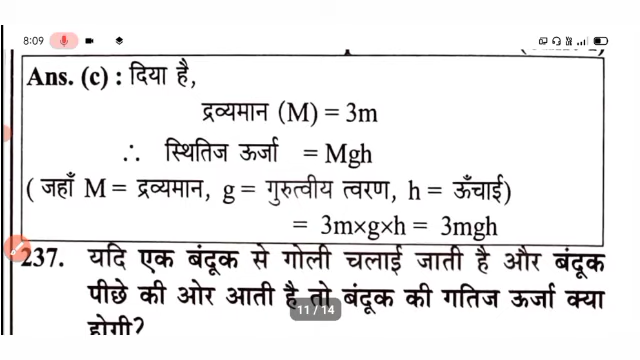 8:09
Ans. (c) : दिया है,
द्रव्यमान (M) = 3m
∴ स्थितिज ऊर्जा = Mgh
( जहाँ M = द्रव्यमान, g = गुरुत्वीय त्वरण, h = ऊँचाई)
= 3m×g×h = 3mgh
237. यदि एक बंदूक से गोली चलाई जाती है और बंदूक
पीछे की ओर आती है तो बंदूक की गतिज ऊर्जा क्या
11 / 14
होगी?